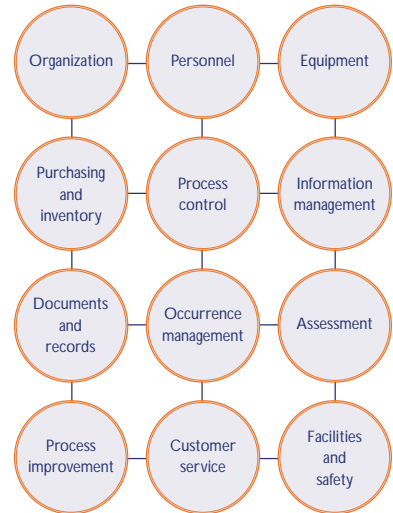 Organization
Personnel
Equipment
Purchasing
and
inventory
Process
control
Information
management
Documents
and
records
Occurrence
management
Assessment
Process
improvement
Customer
service
Facilities
and
safety